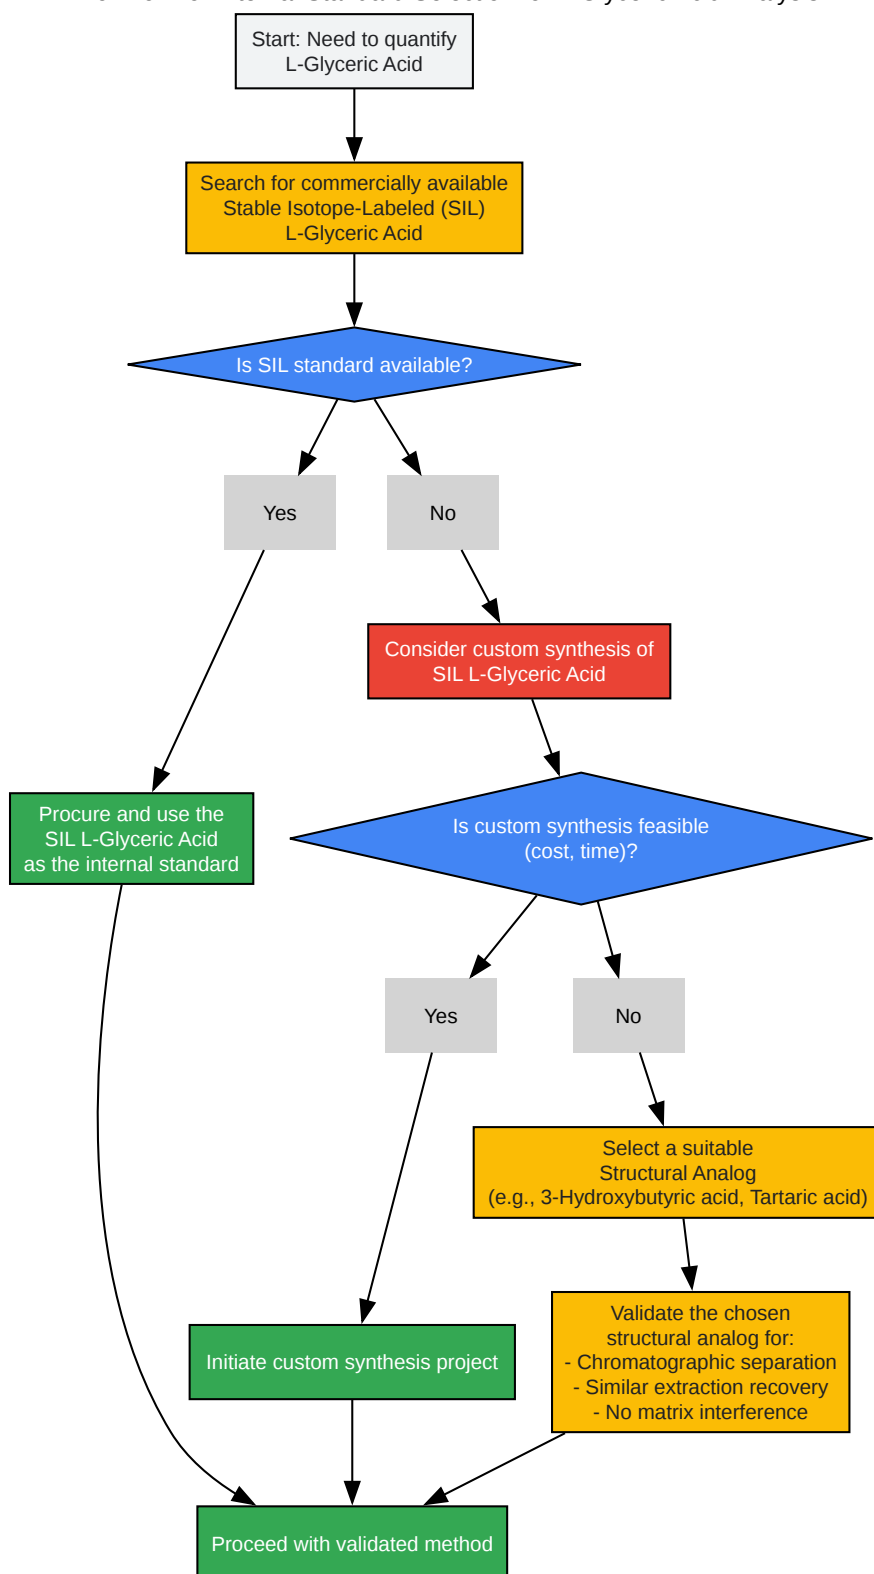 Start: Need to quantify
L-Glyceric Acid
Search for commercially available
Stable Isotope-Labeled (SIL)
L-Glyceric Acid
Is SIL standard available?
Yes
No
Consider custom synthesis of
SIL L-Glyceric Acid
Procure and use the
SIL L-Glyceric Acid
as the internal standard
Is custom synthesis feasible
(cost, time)?
Yes
No
Select a suitable
Structural Analog
(e.g., 3-Hydroxybutyric acid, Tartaric acid)
Validate the chosen
structural analog for:
- Chromatographic separation
- Similar extraction recovery
- No matrix interference
Initiate custom synthesis project
Proceed with validated method